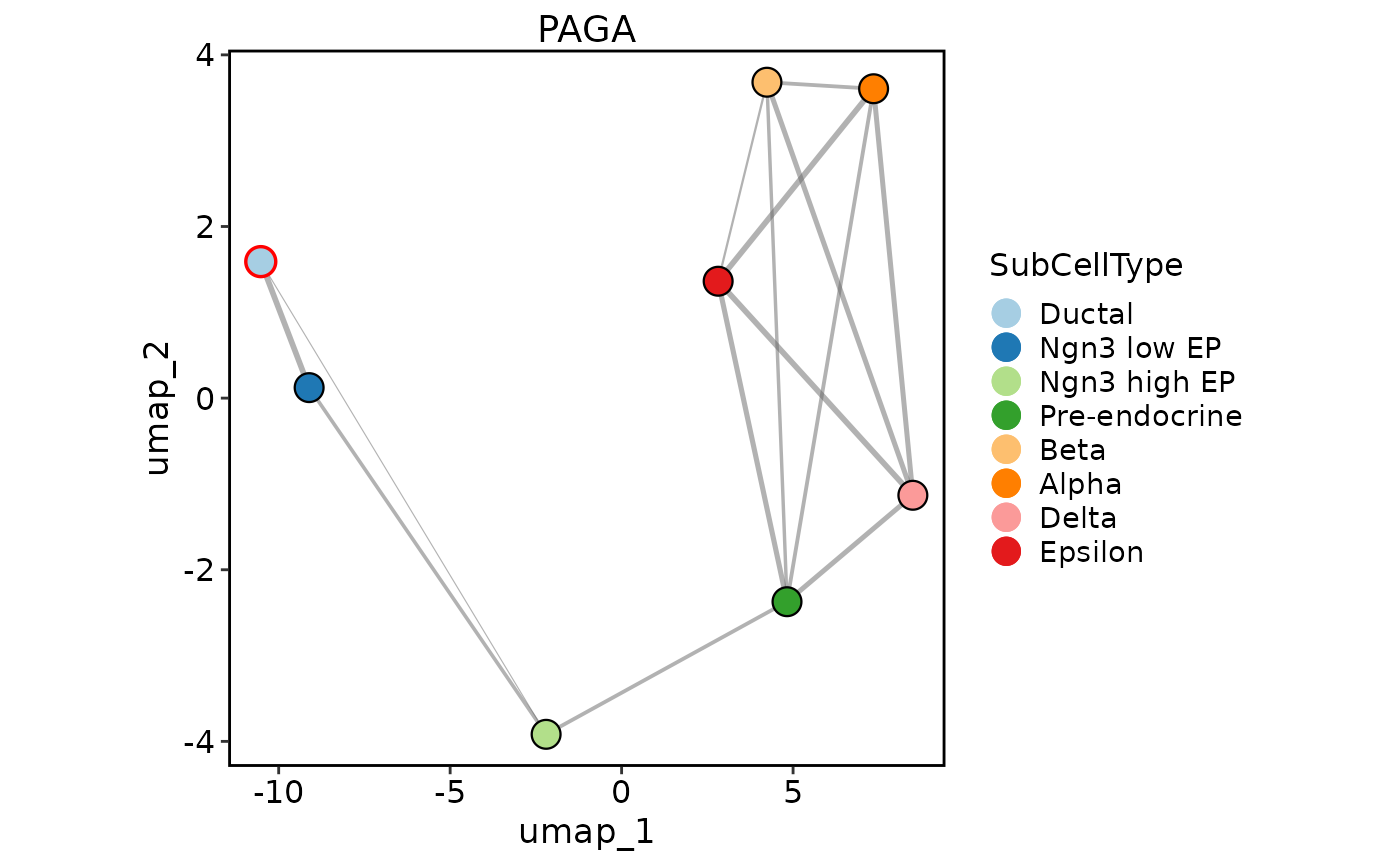 PAGA
4
2
0
-2
-4
umap_2
-10
-5
0
5
umap_1
SubCellType
Ductal
Ngn3 low EP
Ngn3 high EP
Pre-endocrine
Beta
Alpha
Delta
Epsilon